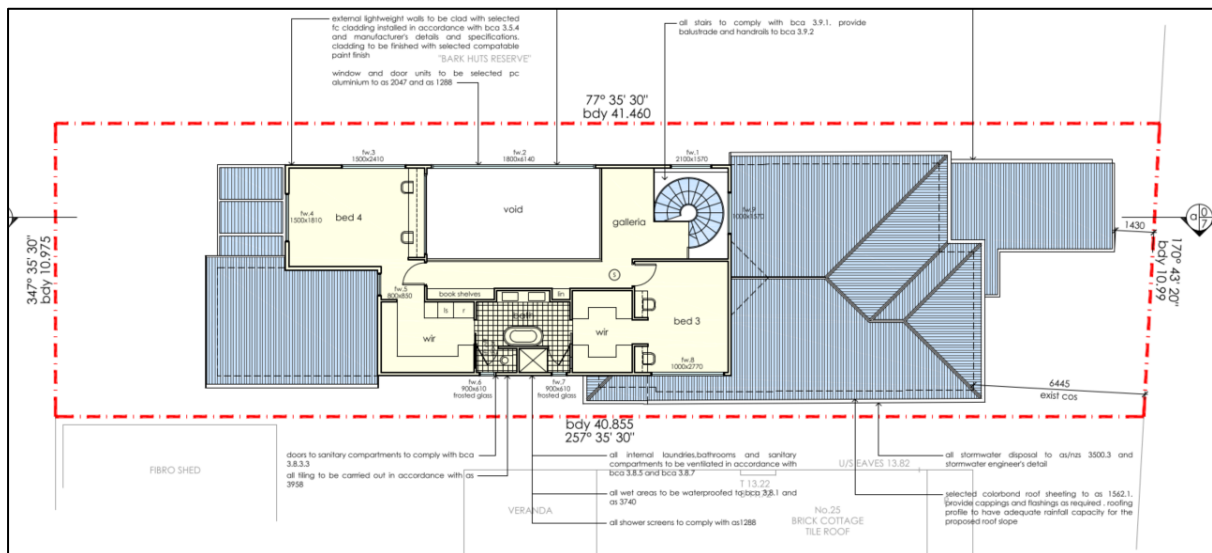 external lightweight walls to be clad with selected
fc cladding installed in accordance with bca 3.5.4
and manufacturer's details and specifications.
cladding to be finished with selected compatable
paint finish
"BARK HUTS RESERVE"
window and door units to be selected pc
aluminium to as 2047 and as 1288
all stairs to comply with bca 3.9.1. provide
balustrade and handrails to bca 3.9.2
77° 35' 30"
bdy 41.460
fw.3
1500x2410
fw.2
1800x6140
fw.1
2100x1570
fw.4
1500x1810
bed 4
void
galleria
fw.9
1000x1570
a
1430
347° 35' 30"
bdy 10.975
170° 43' 20"
bdy 10.99
S
fw.5
800x850
book shelves
lin
ls
r
bath
wir
wir
bed 3
fw.8
1000x2770
fw.6
900x610
frosted glass
fw.7
900x610
frosted glass
6445
exist cos
bdy 40.855
257° 35' 30"
doors to sanitary compartments to comply with bca
3.8.3.3
all tiling to be carried out in accordance with as
3958
all internal laundries,bathrooms and sanitary
compartments to be ventilated in accordance with
bca 3.8.5 and bca 3.8.7
all wet areas to be waterproofed to bca 3.8.1 and
as 3740
all shower screens to comply with as1288
all stormwater disposal to as/nzs 3500.3 and
stormwater engineer's detail
selected colorbond roof sheeting to as 1562.1.
provide cappings and flashings as required . roofing
profile to have adequate rainfall capacity for the
proposed roof slope
FIBRO SHED
VERANDA
U/S EAVES 13.82
T 13.22
No.25
BRICK COTTAGE
TILE ROOF